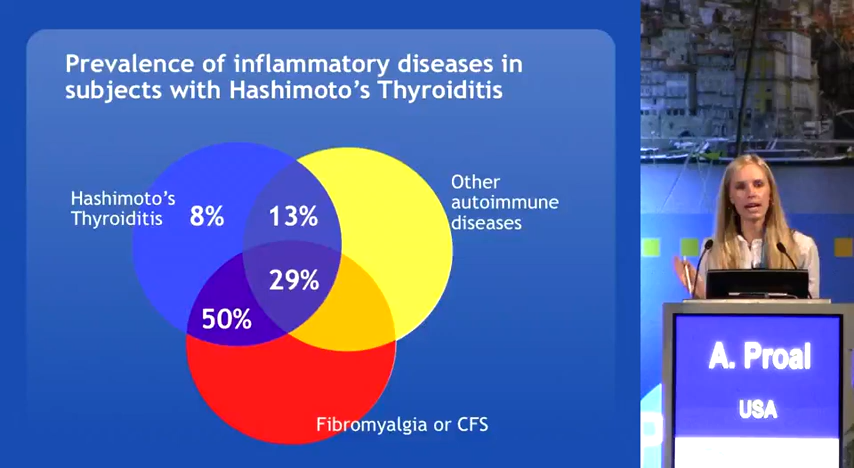 Prevalence of inflammatory diseases in
subjects with Hashimoto's Thyroiditis
Hashimoto's
Thyroiditis
8%
13%
Other
autoimmune
diseases
29%
50%
Fibromyalgia or CFS
A. Proal
USA